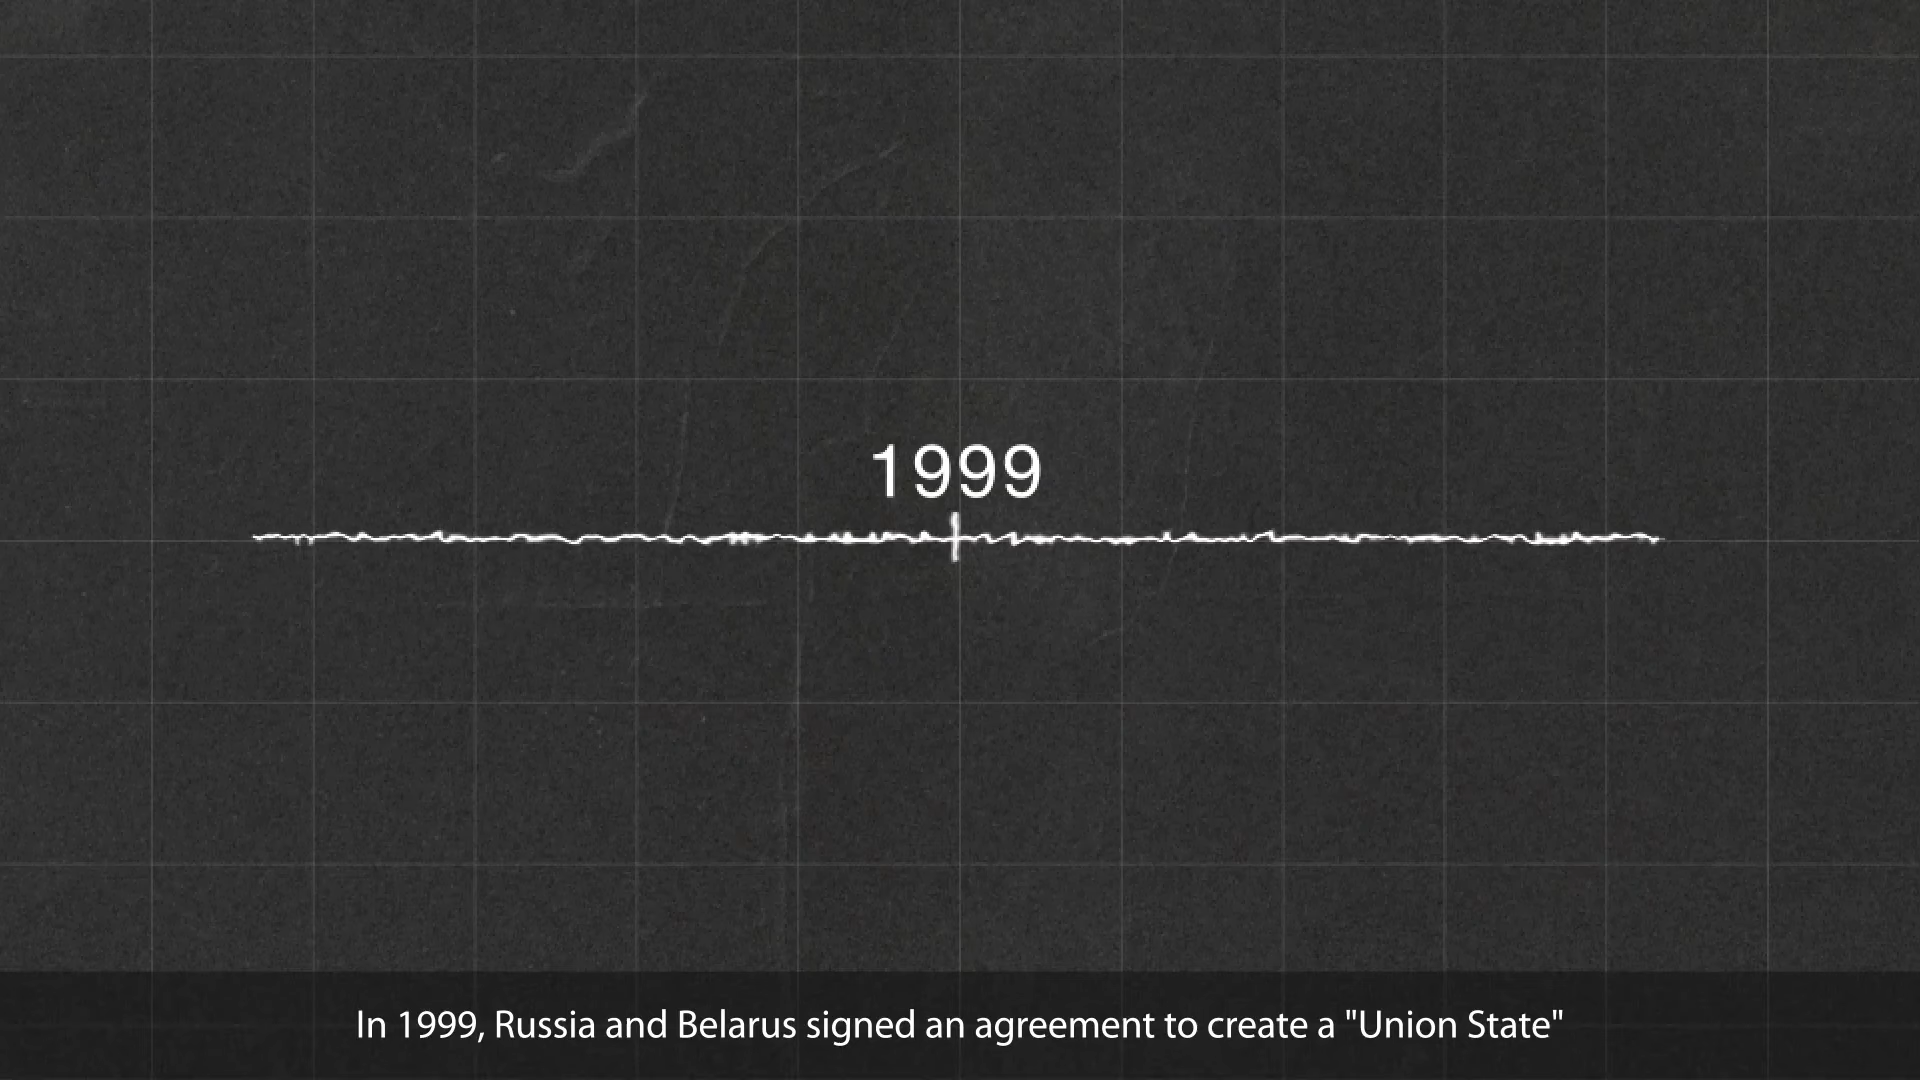 1999
In 1999, Russia and Belarus signed an agreement to create a "Union State"